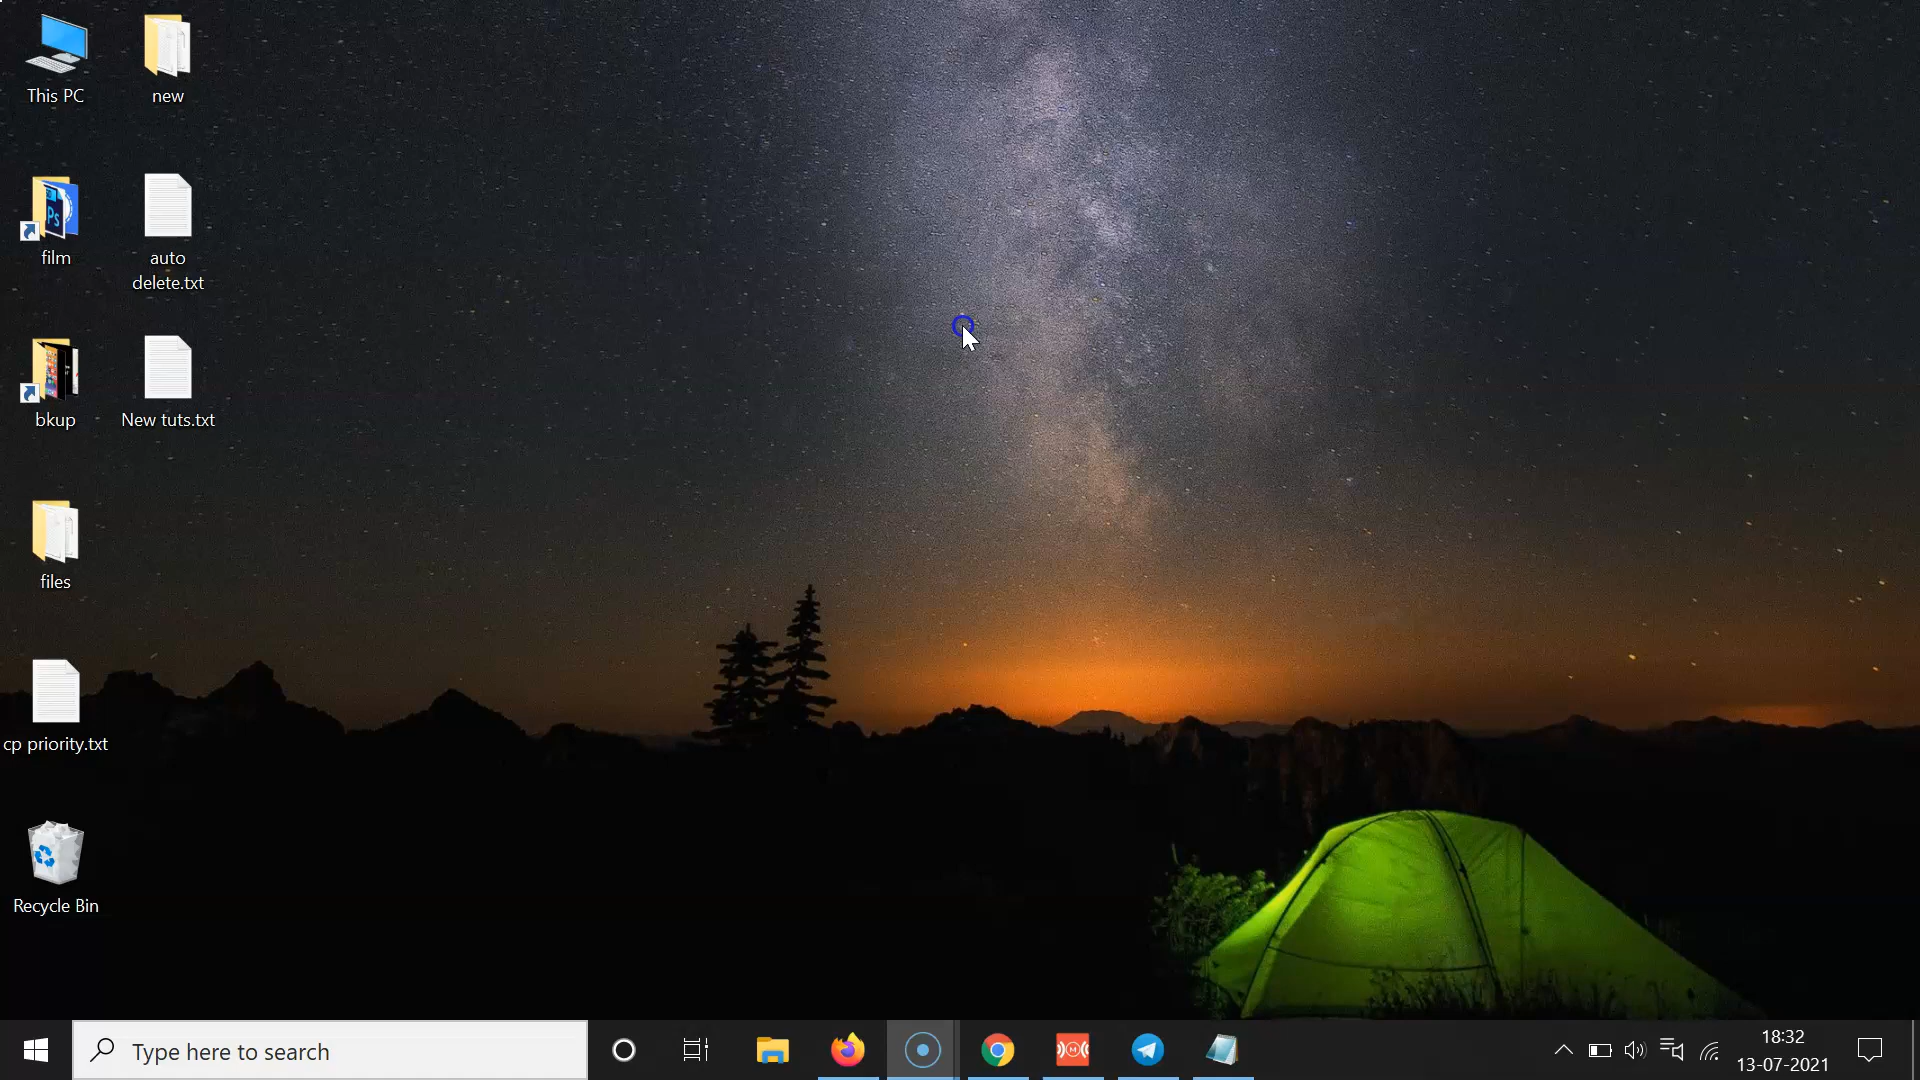 This PC
new
film
auto
delete.txt
bkup
New tuts.txt
files
cp priority.txt
Recycle Bin
Type here to search
18:32
13-07-2021